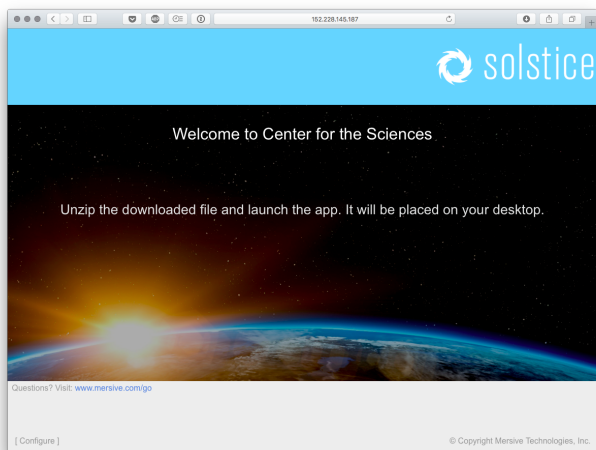 152.228.145.187
solstice
Welcome to Center for the Sciences
Unzip the downloaded file and launch the app. It will be placed on your desktop.
Questions? Visit: www.mersive.com/go
[ Configure ]
© Copyright Mersive Technologies, Inc.